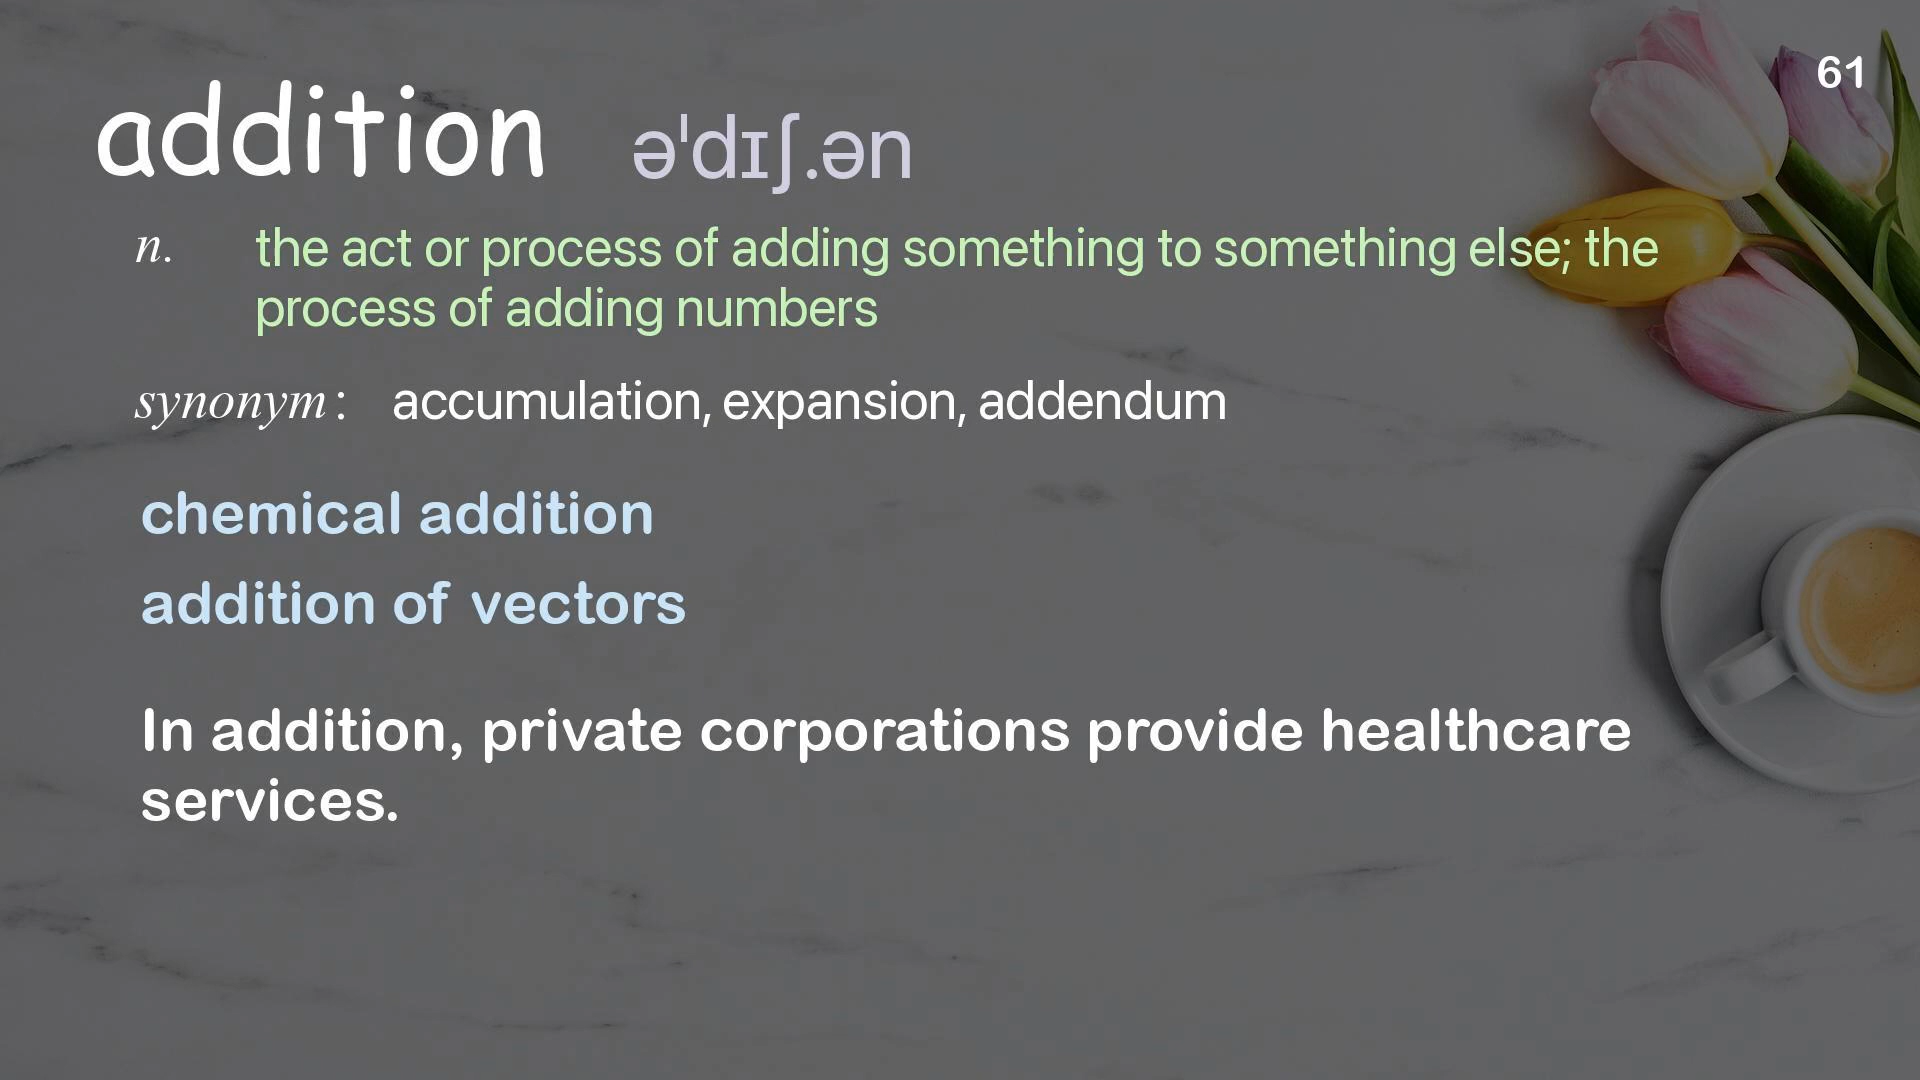 61
addition əˈdɪʃ.ən
n. the act or process of adding something to something else; the
process of adding numbers
synonym: accumulation, expansion, addendum
chemical addition
addition of vectors
In addition, private corporations provide healthcare
services.